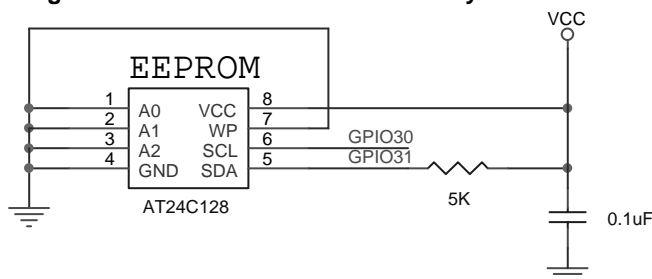 VCC
EEPROM
1 A0 VCC 8
2 A1 WP 7
3 A2 SCL 6 GPIO30
4 GND SDA 5 GPIO31
5K
AT24C128
0.1uF